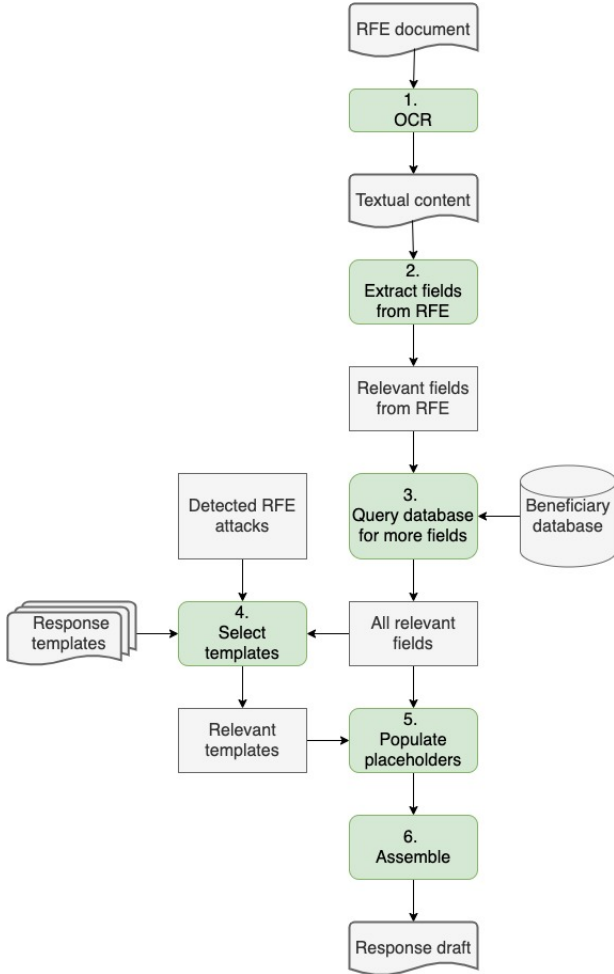 RFE document
1.
OCR
Textual content
2.
Extract fields
from RFE
Relevant fields
from RFE
Detected RFE
attacks
3.
Query database
for more fields
Beneficiary
database
Response
templates
4.
Select
templates
All relevant
fields
Relevant
templates
5.
Populate
placeholders
6.
Assemble
Response draft